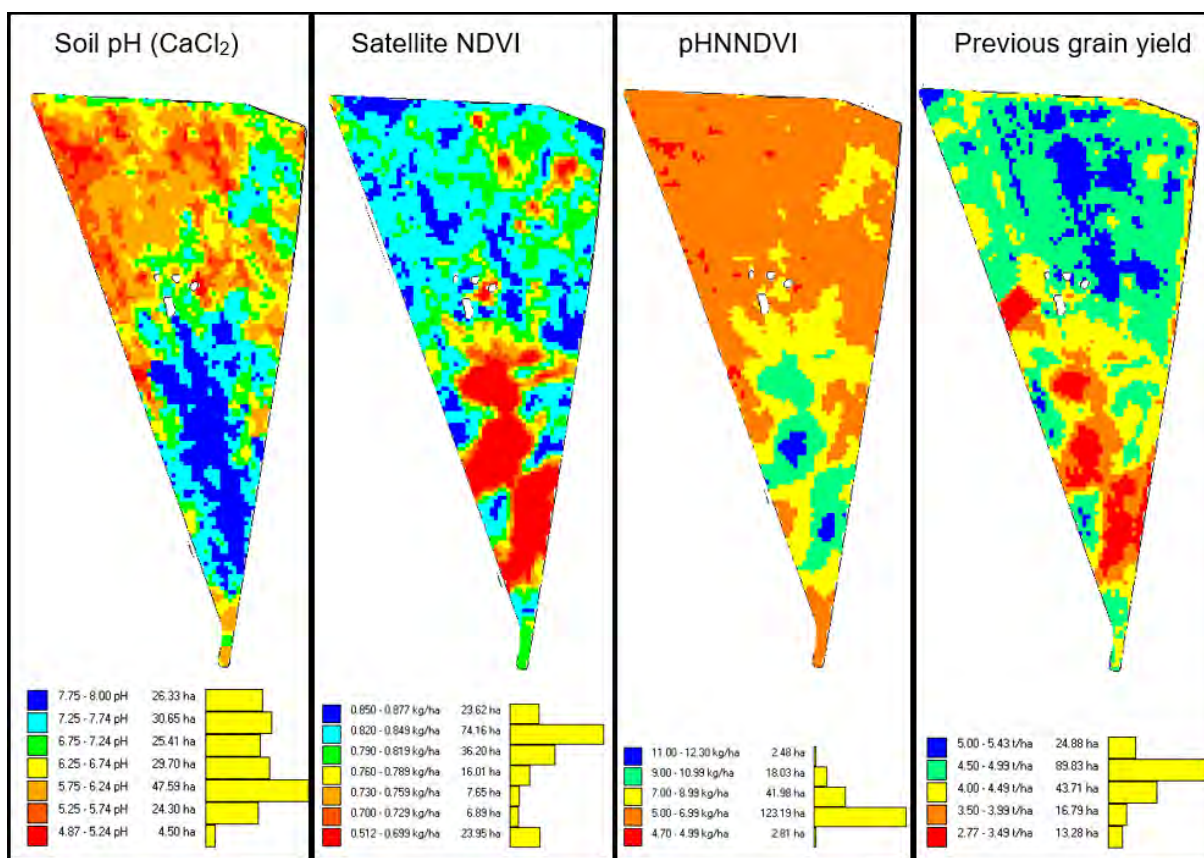 Soil pH (CaCl₂)
7.75 - 8.00 pH 26.33 ha
7.25 - 7.74 pH 30.65 ha
6.75 - 7.24 pH 25.41 ha
6.25 - 6.74 pH 29.70 ha
5.75 - 6.24 pH 47.59 ha
5.25 - 5.74 pH 24.30 ha
4.87 - 5.24 pH 4.50 ha
Satellite NDVI
0.850 - 0.877 kg/ha 23.62 ha
0.820 - 0.849 kg/ha 74.16 ha
0.790 - 0.819 kg/ha 36.20 ha
0.760 - 0.789 kg/ha 16.01 ha
0.730 - 0.759 kg/ha 7.65 ha
0.700 - 0.729 kg/ha 6.89 ha
0.512 - 0.699 kg/ha 23.95 ha
pHNNDVI
11.00 - 12.30 kg/ha 2.48 ha
9.00 - 10.99 kg/ha 18.03 ha
7.00 - 8.99 kg/ha 41.98 ha
5.00 - 6.99 kg/ha 123.19 ha
4.70 - 4.99 kg/ha 2.81 ha
Previous grain yield
5.00 - 5.43 t/ha 24.88 ha
4.50 - 4.99 t/ha 89.83 ha
4.00 - 4.49 t/ha 43.71 ha
3.50 - 3.99 t/ha 16.79 ha
2.77 - 3.49 t/ha 13.28 ha